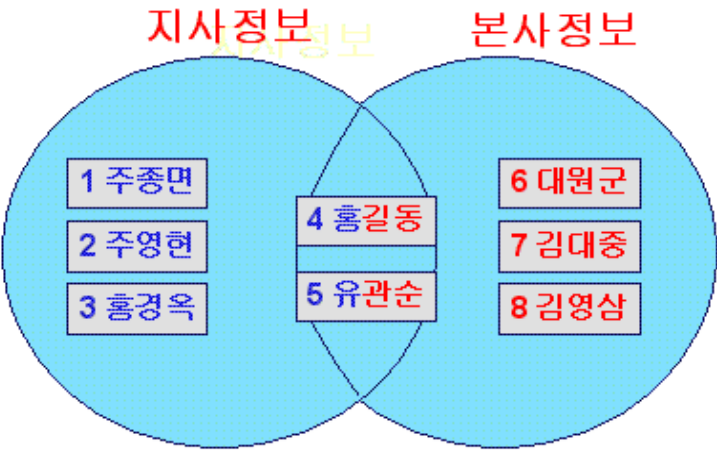 지사정보
본사정보
1 주종면
2 주영현
3 홍경옥
4 홍길동
5 유관순
6 대원군
7 김대중
8 김영삼